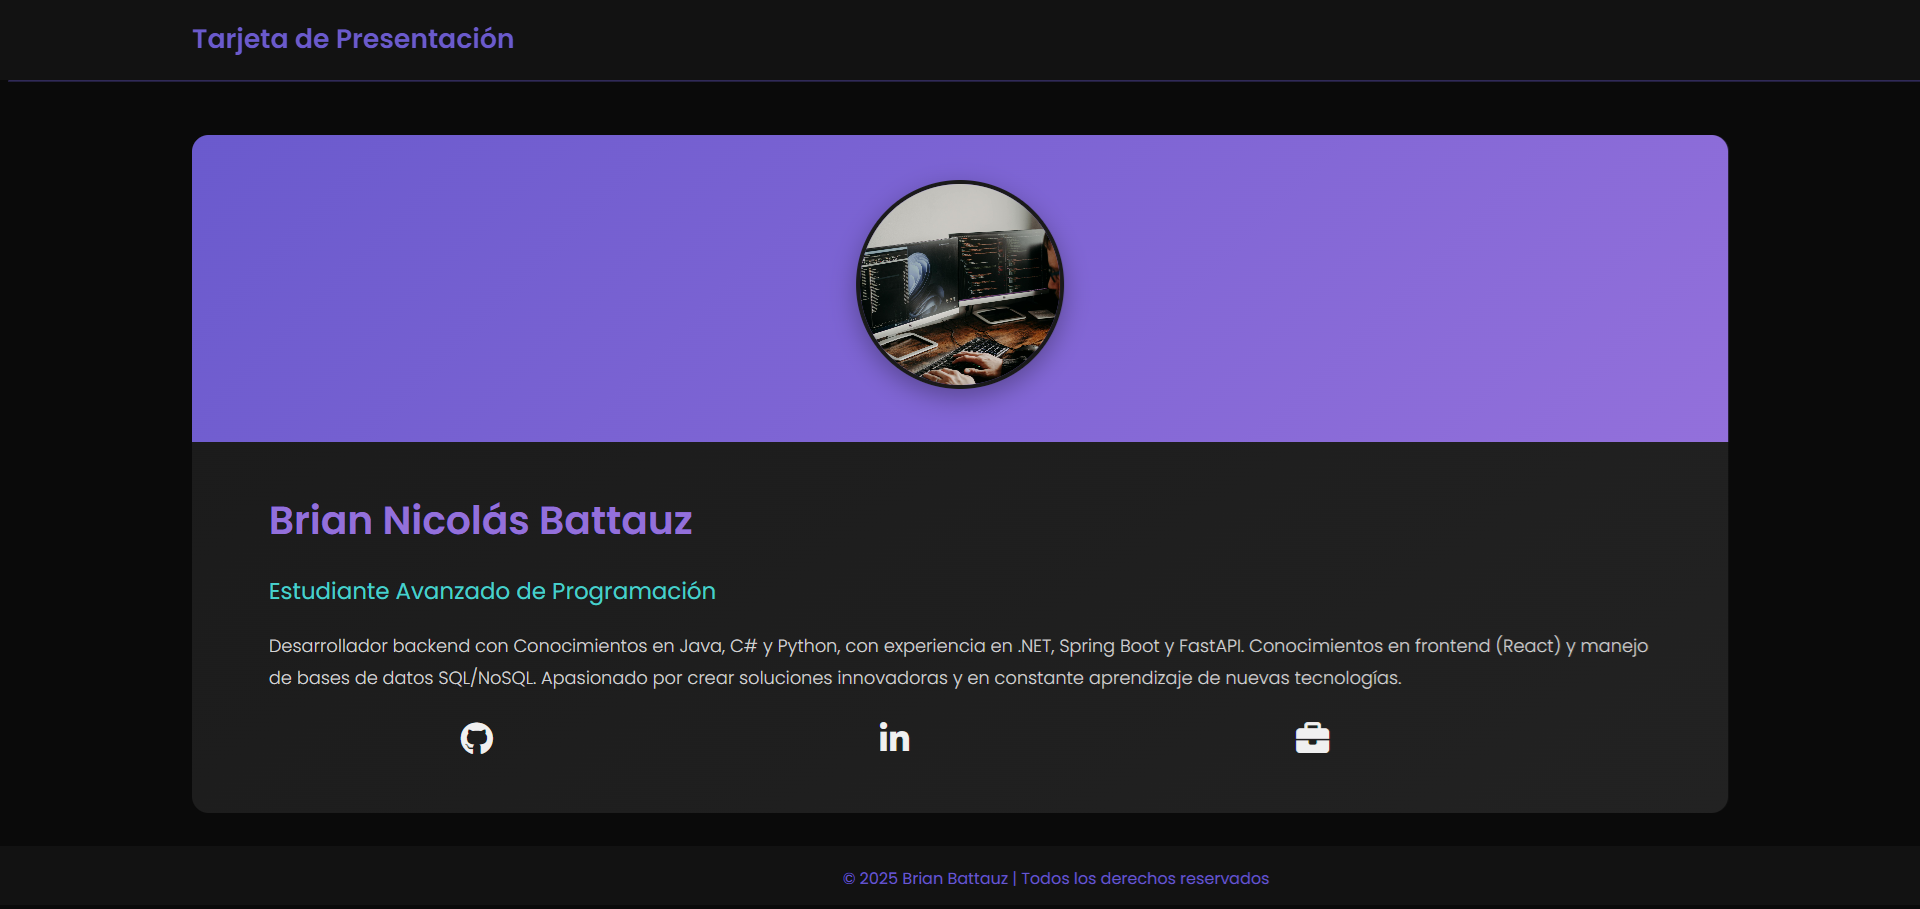 Tarjeta de Presentación
Brian Nicolás Battauz
Estudiante Avanzado de Programación
Desarrollador backend con Conocimientos en Java, C# y Python, con experiencia en .NET, Spring Boot y FastAPI. Conocimientos en frontend (React) y manejo
de bases de datos SQL/NoSQL. Apasionado por crear soluciones innovadoras y en constante aprendizaje de nuevas tecnologías.
in
© 2025 Brian Battauz | Todos los derechos reservados